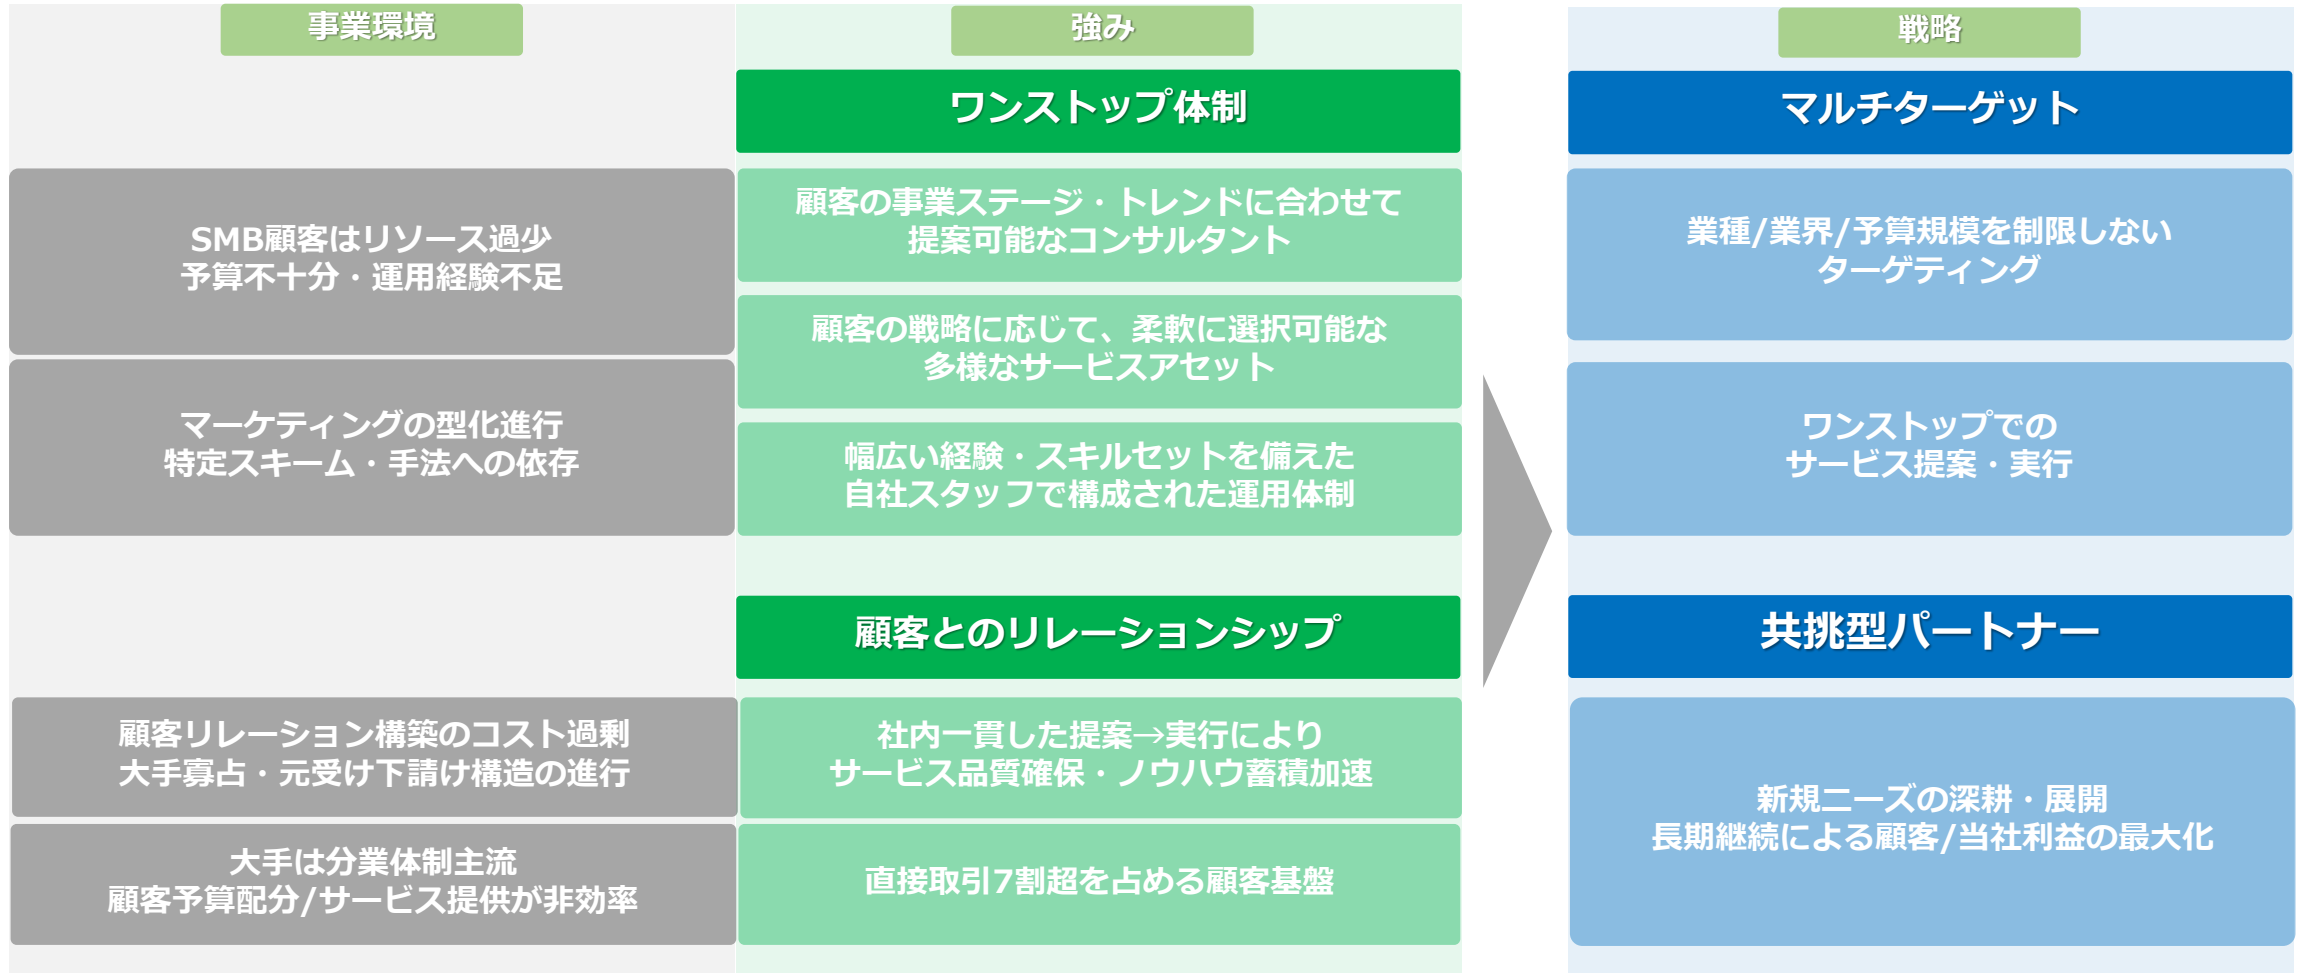 事業環境
強み
戦略
ワンストップ体制
マルチターゲット
SMB顧客はリソース過少
予算不十分・運用経験不足
顧客の事業ステージ・トレンドに合わせて
提案可能なコンサルタント
業種/業界/予算規模を制限しない
ターゲティング
顧客の戦略に応じて、柔軟に選択可能な
多様なサービスアセット
マーケティングの型化進行
特定スキーム・手法への依存
幅広い経験・スキルセットを備えた
自社スタッフで構成された運用体制
ワンストップでの
サービス提案・実行
顧客とのリレーションシップ
共挑型パートナー
顧客リレーション構築のコスト過剰
大手寡占・元受け下請け構造の進行
社内一貫した提案→実行により
サービス品質確保・ノウハウ蓄積加速
新規ニーズの深耕・展開
長期継続による顧客/当社利益の最大化
大手は分業体制主流
顧客予算配分/サービス提供が非効率
直接取引7割超を占める顧客基盤